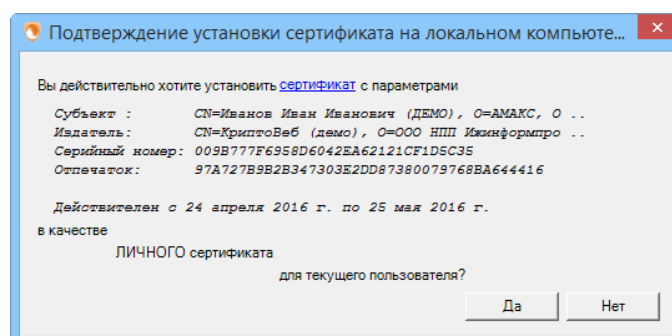 Подтверждение установки сертификата на локальном компьюте...
Вы действительно хотите установить сертификат с параметрами
Субъект : CN=Иванов Иван Иванович (ДЕМО), O=АМАКС, O ..
Издатель: CN=КриптоВеб (демо), O=ООО НПП Ижинформпро ..
Серийный номер: 009B777F6958D6042EA62121CF1D5C35
Отпечаток: 97A727B9B2B347303E2DD87380079768BA644416
Действителен с 24 апреля 2016 г. по 25 мая 2016 г.
в качестве
ЛИЧНОГО сертификата
для текущего пользователя?
Да Нет